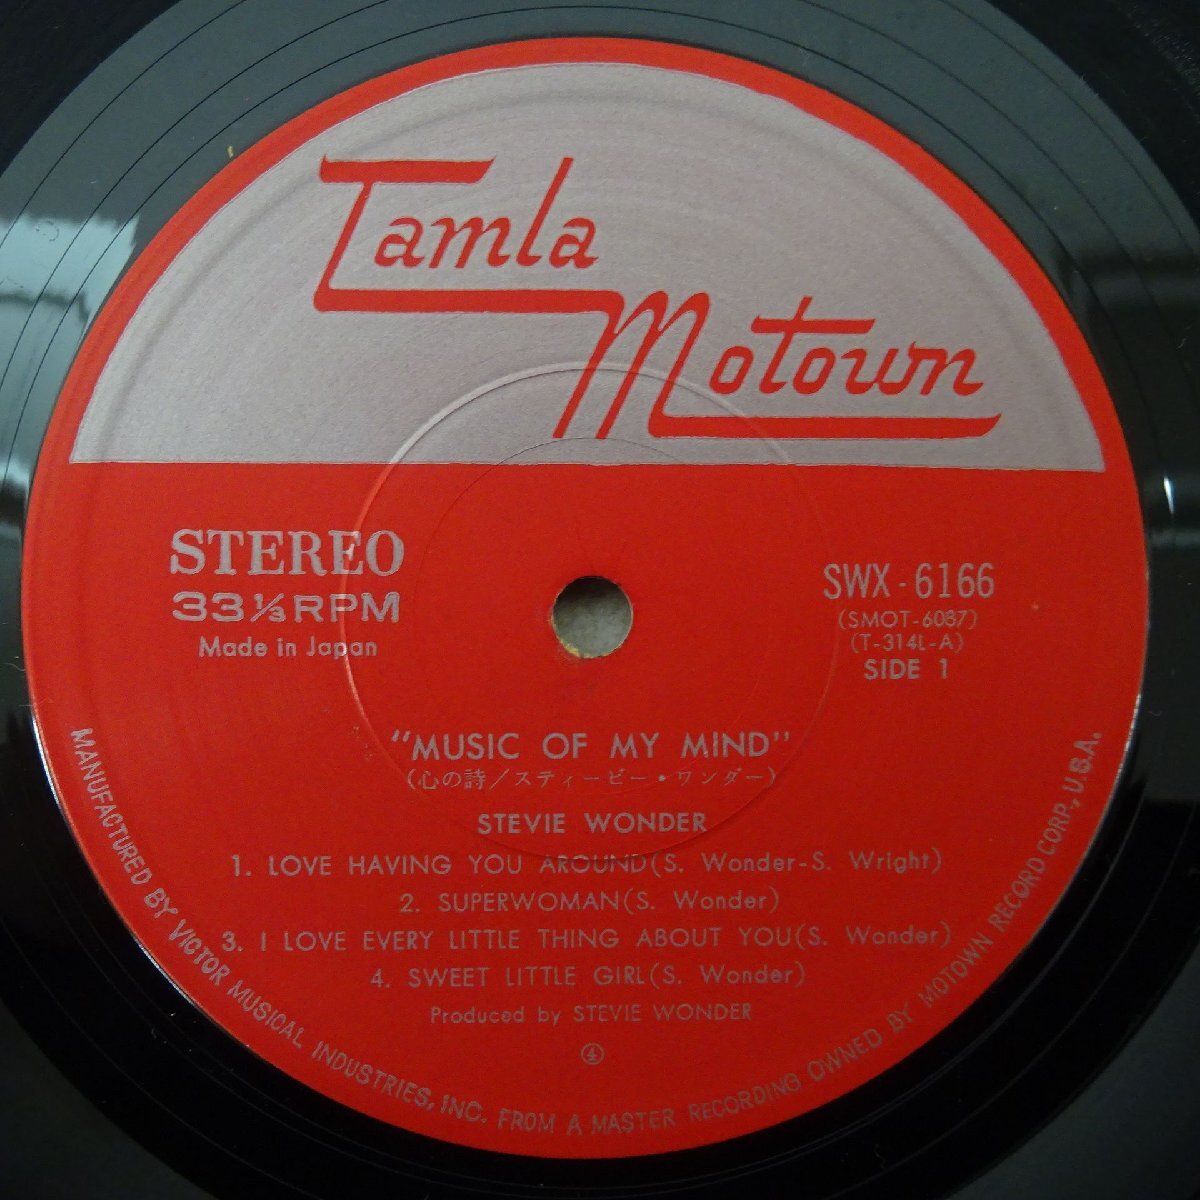 Tamla
Motown
STEREO
33⅓RPM
Made in Japan
SWX-6166
(SMOT-6087)
(T-314L-A)
SIDE 1
"MUSIC OF MY MIND"
(心の詩/スティービー・ワンダー)
STEVIE WONDER
1. LOVE HAVING YOU AROUND(S. Wonder-S. Wright)
2. SUPERWOMAN(S. Wonder)
3. I LOVE EVERY LITTLE THING ABOUT YOU(S. Wonder)
4. SWEET LITTLE GIRL(S. Wonder)
Produced by STEVIE WONDER
④
MANUFACTURED BY VICTOR MUSICAL INDUSTRIES, INC. FROM A MASTER RECORDING OWNED BY MOTOWN RECORD CORP., U.S.A.